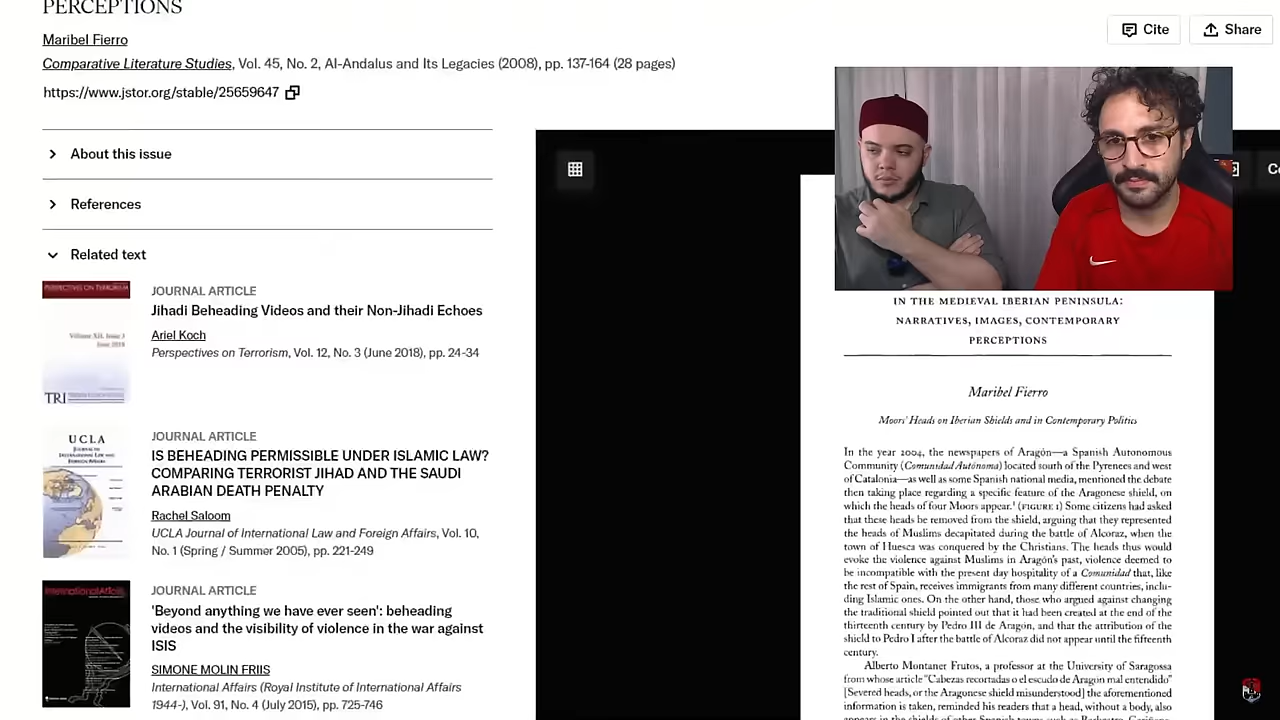 PERCEPTIONS
Maribel Fierro
Comparative Literature Studies, Vol. 45, No. 2, Al-Andalus and Its Legacies (2008), pp. 137-164 (28 pages)
https://www.jstor.org/stable/25659647
Cite
Share
About this issue
References
Related text
PERSPECTIVES ON TERRORISM
Volume XII, Issue 3
June 2018
TRI
JOURNAL ARTICLE
Jihadi Beheading Videos and their Non-Jihadi Echoes
Ariel Koch
Perspectives on Terrorism, Vol. 12, No. 3 (June 2018), pp. 24-34
UCLA
JOURNAL ARTICLE
IS BEHEADING PERMISSIBLE UNDER ISLAMIC LAW?
COMPARING TERRORIST JIHAD AND THE SAUDI
ARABIAN DEATH PENALTY
Rachel Saloom
UCLA Journal of International Law and Foreign Affairs, Vol. 10,
No. 1 (Spring / Summer 2005), pp. 221-249
JOURNAL ARTICLE
'Beyond anything we have ever seen': beheading
videos and the visibility of violence in the war against
ISIS
SIMONE MOLIN
International Affairs (Royal Institute of International Affairs
1944-), Vol. 91, No. 4 (July 2015), pp. 725-746
IN THE MEDIEVAL IBERIAN PENINSULA:
NARRATIVES, IMAGES, CONTEMPORARY
PERCEPTIONS
Maribel Fierro
Moors' Heads on Iberian Shields and in Contemporary Politics
In the year 2004, the newspapers of Aragón—a Spanish Autonomous
Community (Comunidad Autónoma) located south of the Pyrenees and west
of Catalonia—as well as some Spanish national media, mentioned the debate
then taking place regarding a specific feature of the Aragonese shield, on
which the heads of four Moors appear.¹ (FIGURE 1) Some citizens had asked
that these heads be removed from the shield, arguing that they represented
the heads of Muslims decapitated during the battle of Alcoraz, when the
town of Huesca was conquered by the Christians. The heads thus would
evoke the violence against Muslims in Aragón's past, violence deemed to
be incompatible with the present day hospitality of a Comunidad that, like
the rest of Spain, receives immigrants from many different countries, inclu-
ding Islamic ones. On the other hand, those who argued against changing
the traditional shield pointed out that it had been created at the end of the
thirteenth century by Pedro III de Aragón, and that the attribution of the
shield to Pedro I after the battle of Alcoraz did not appear until the fifteenth
century.
Alberto Montaner Frutos, a professor at the University of Saragossa
from whose article "Cabezas recortadas o el escudo de Aragón mal entendido"
[Severed heads, or the Aragonese shield misunderstood] the aforementioned
information is taken, reminded his readers that a head, without a body, also